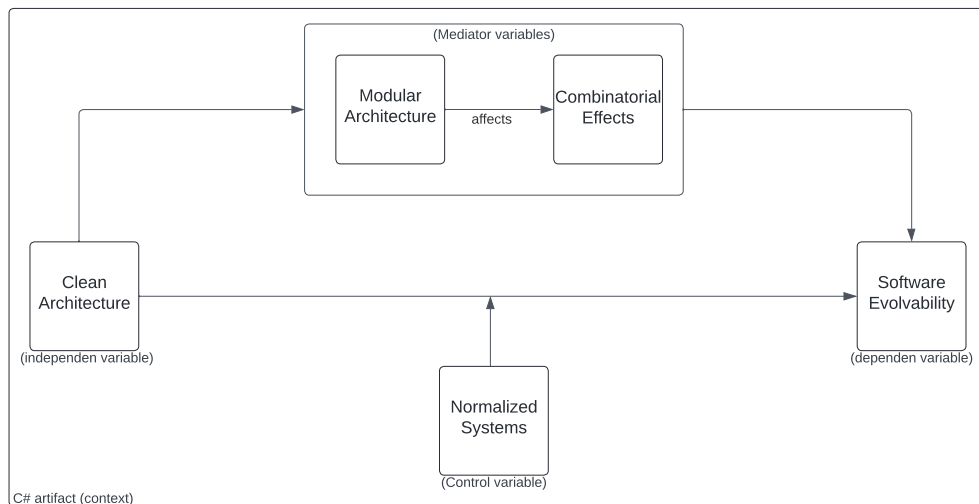 (Mediator variables)
Modular
Architecture
affects
Combinatorial
Effects
Clean
Architecture
(independen variable)
Software
Evolvability
(dependen variable)
Normalized
Systems
(Control variable)
C# artifact (context)